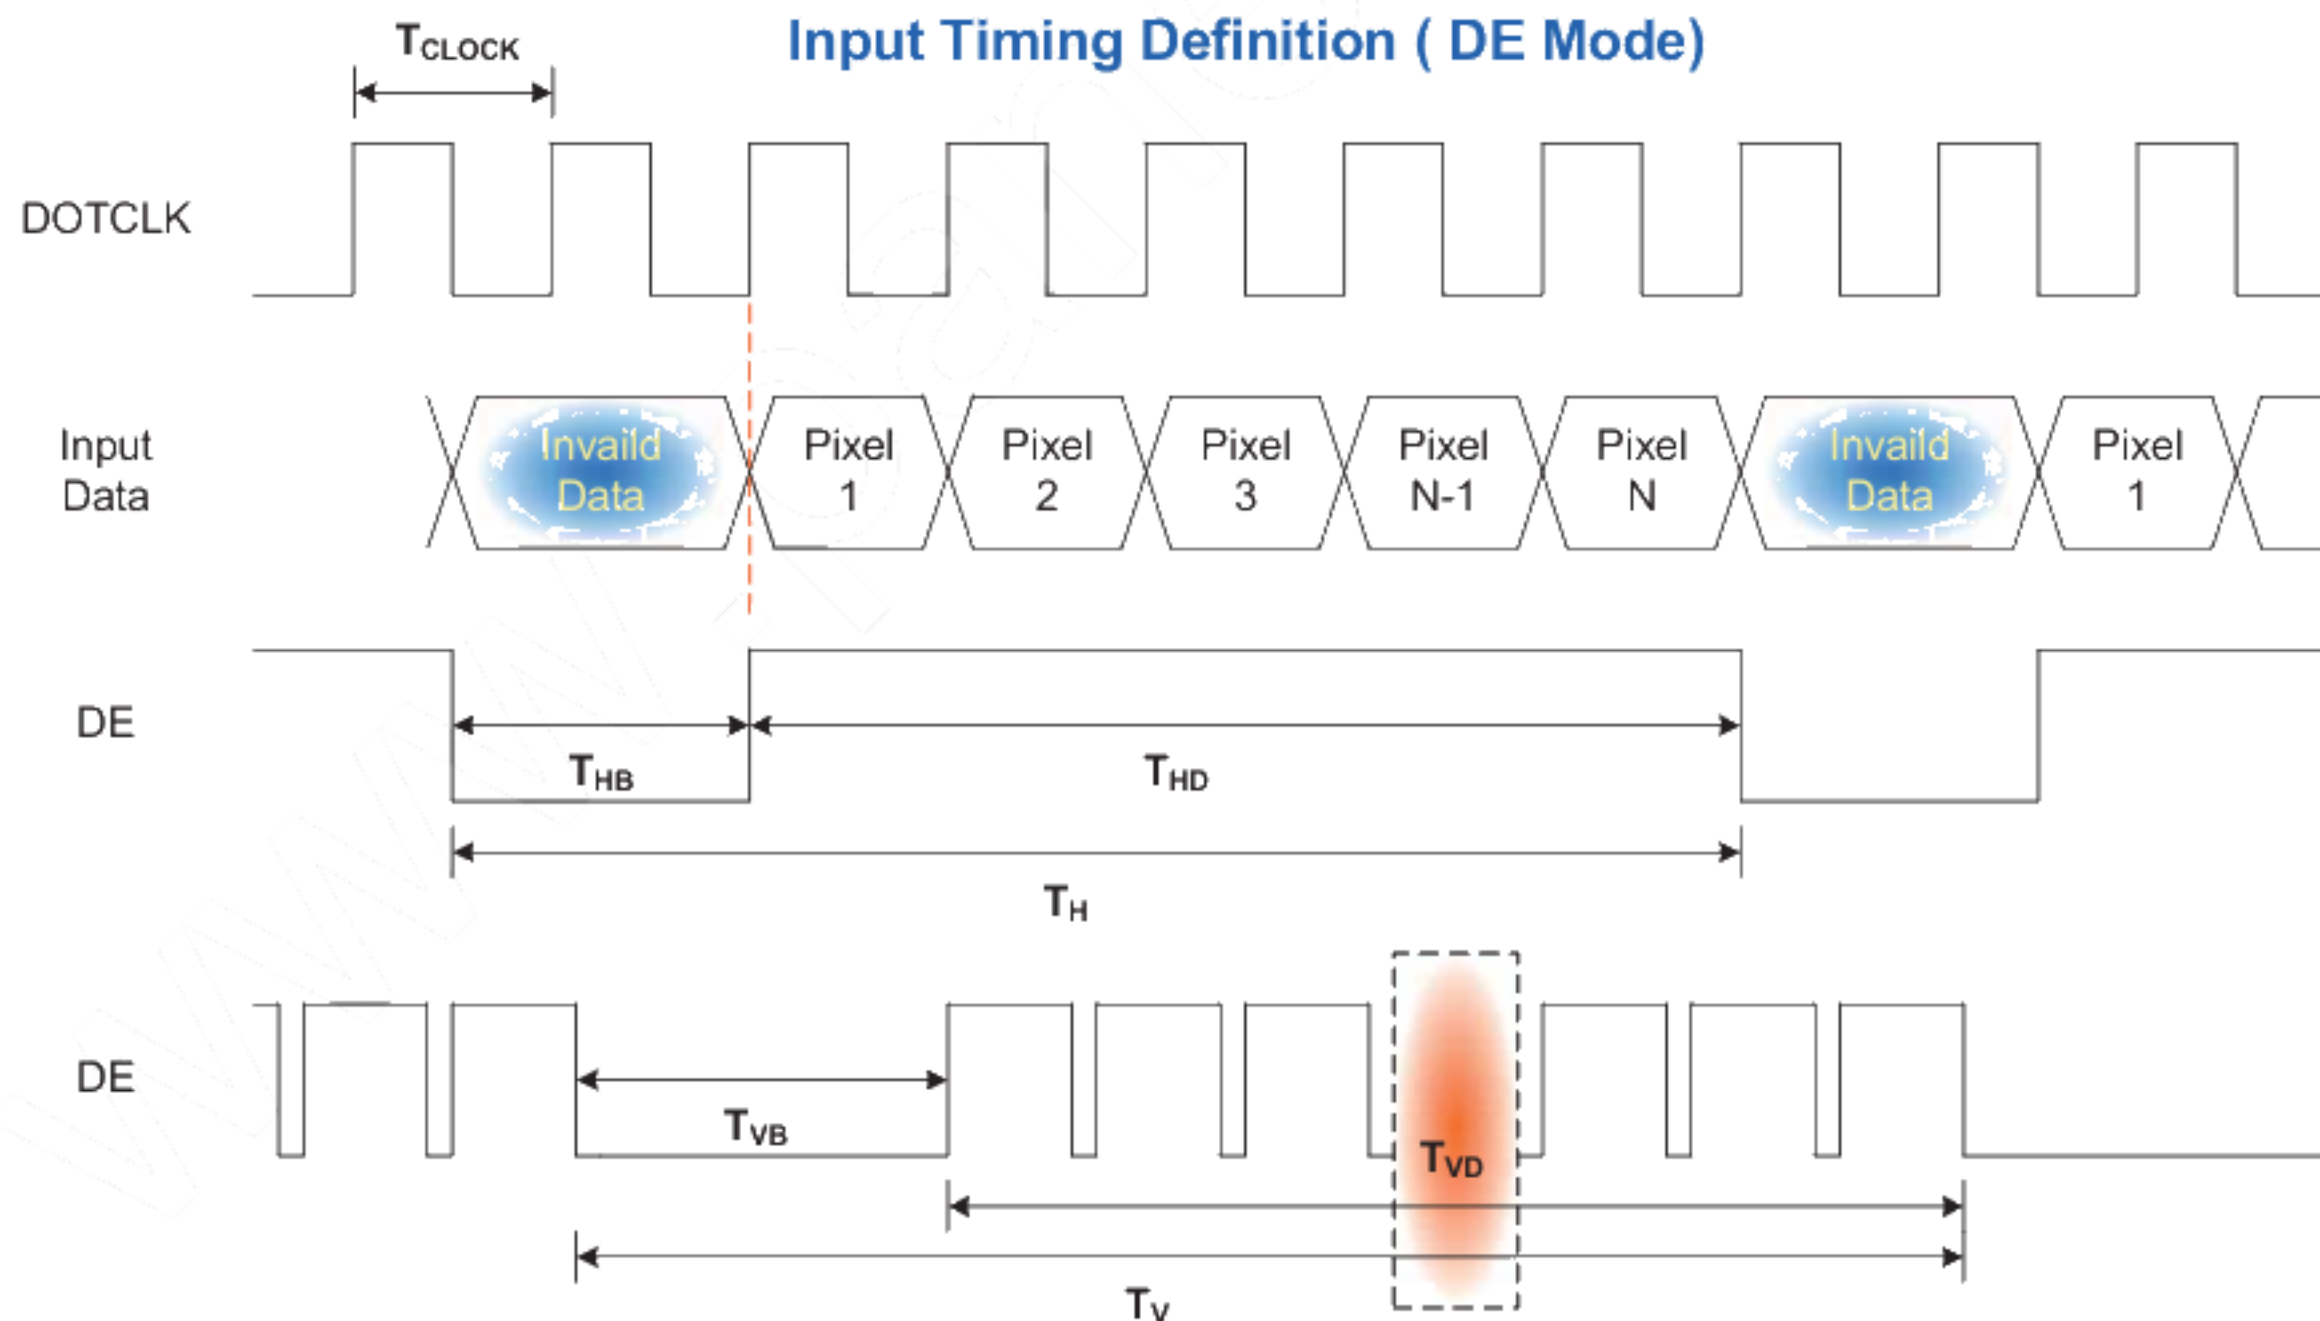 Input Timing Definition ( DE Mode)
TCLOCK
DOTCLK
Input
Data
Invaild
Data
Pixel
1
Pixel
2
Pixel
3
Pixel
N-1
Pixel
N
Invaild
Data
Pixel
1
DE
THB
THD
TH
DE
TVB
TVD
TV